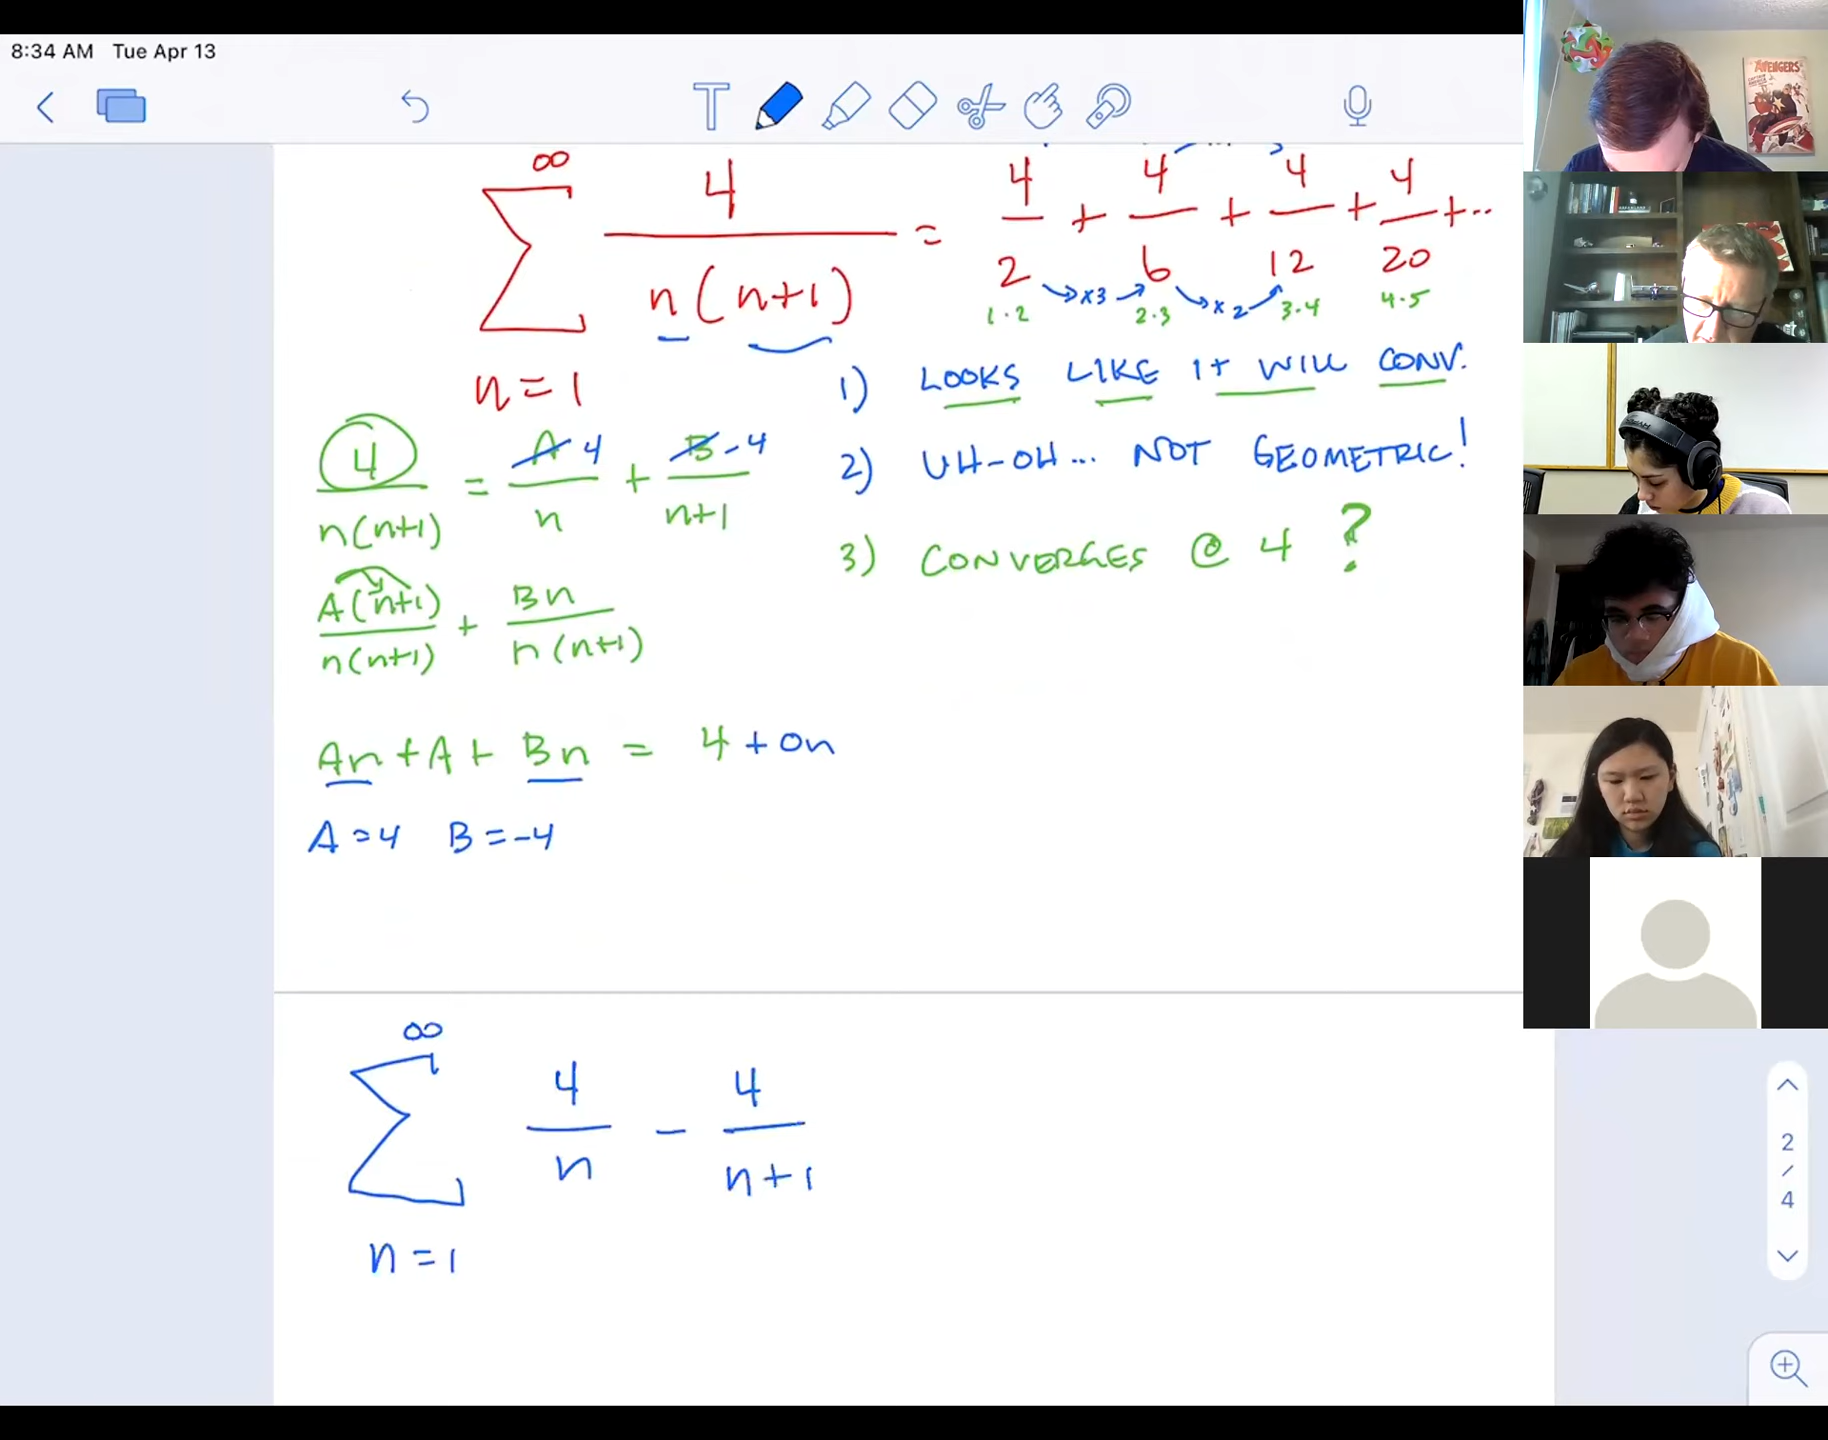 8:34 AM Tue Apr 13
∞
Σ 4 / n(n+1) = 4/2 + 4/6 + 4/12 + 4/20 + ..
n=1
1·2 →x3→ 2·3 →x2→ 3·4 4·5
1) LOOKS LIKE IT WILL CONV.
2) UH-OH... NOT GEOMETRIC!
3) CONVERGES @ 4 ?
4 / n(n+1) = A 4 / n + B -4 / n+1
A(n+1) / n(n+1) + Bn / n(n+1)
An + A + Bn = 4 + 0n
A=4 B=-4
∞
Σ 4/n - 4/n+1
n=1
AVENGERS
2
/
4